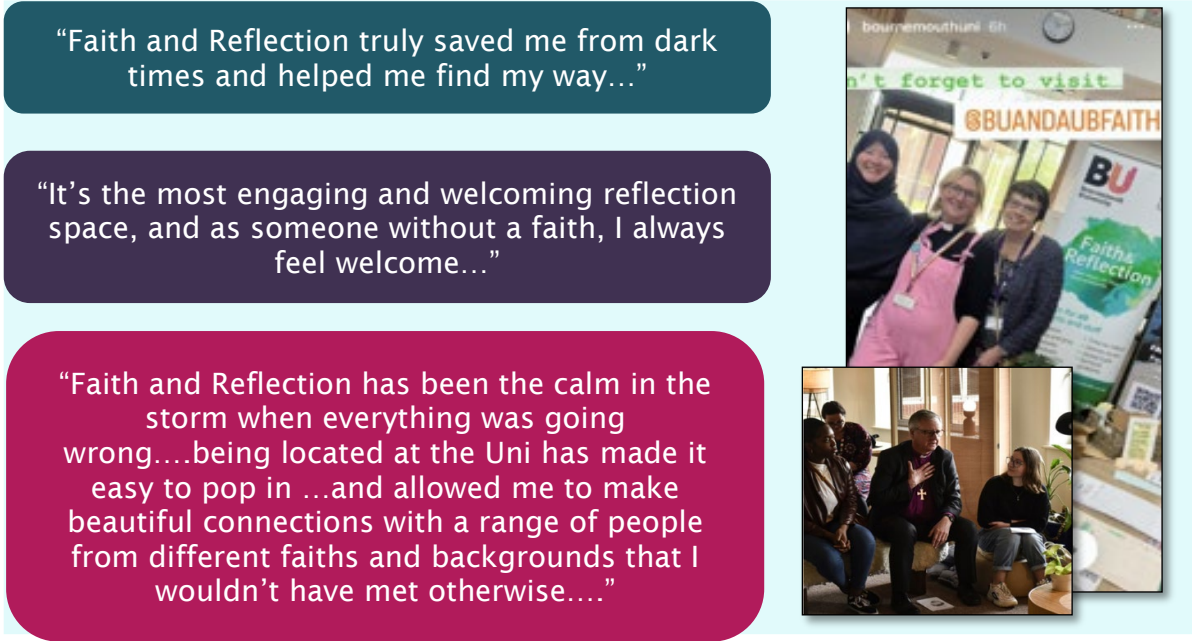 “Faith and Reflection truly saved me from dark
times and helped me find my way…”
“It’s the most engaging and welcoming reflection
space, and as someone without a faith, I always
feel welcome…”
“Faith and Reflection has been the calm in the
storm when everything was going
wrong….being located at the Uni has made it
easy to pop in …and allowed me to make
beautiful connections with a range of people
from different faiths and backgrounds that I
wouldn’t have met otherwise….”
bournemouthuni 6h
n't forget to visit
@BUANDAUBFAITH
BU
Faith&
Reflection